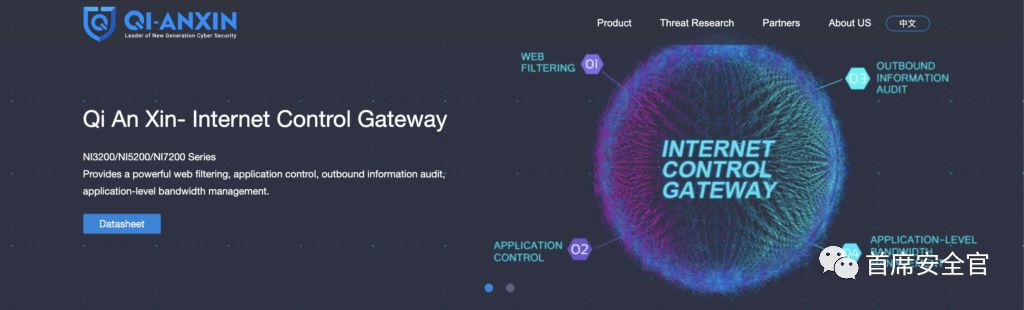 QI-ANXIN
Leader of New Generation Cyber Security
Product Threat Research Partners About US 中文
Qi An Xin- Internet Control Gateway
NI3200/NI5200/NI7200 Series
Provides a powerful web filtering, application control, outbound information audit,
application-level bandwidth management.
Datasheet
WEB
FILTERING
01
03
OUTBOUND
INFORMATION
AUDIT
INTERNET
CONTROL
GATEWAY
APPLICATION
CONTROL
02
04
APPLICATION-LEVEL
BANDWIDTH
首席安全官